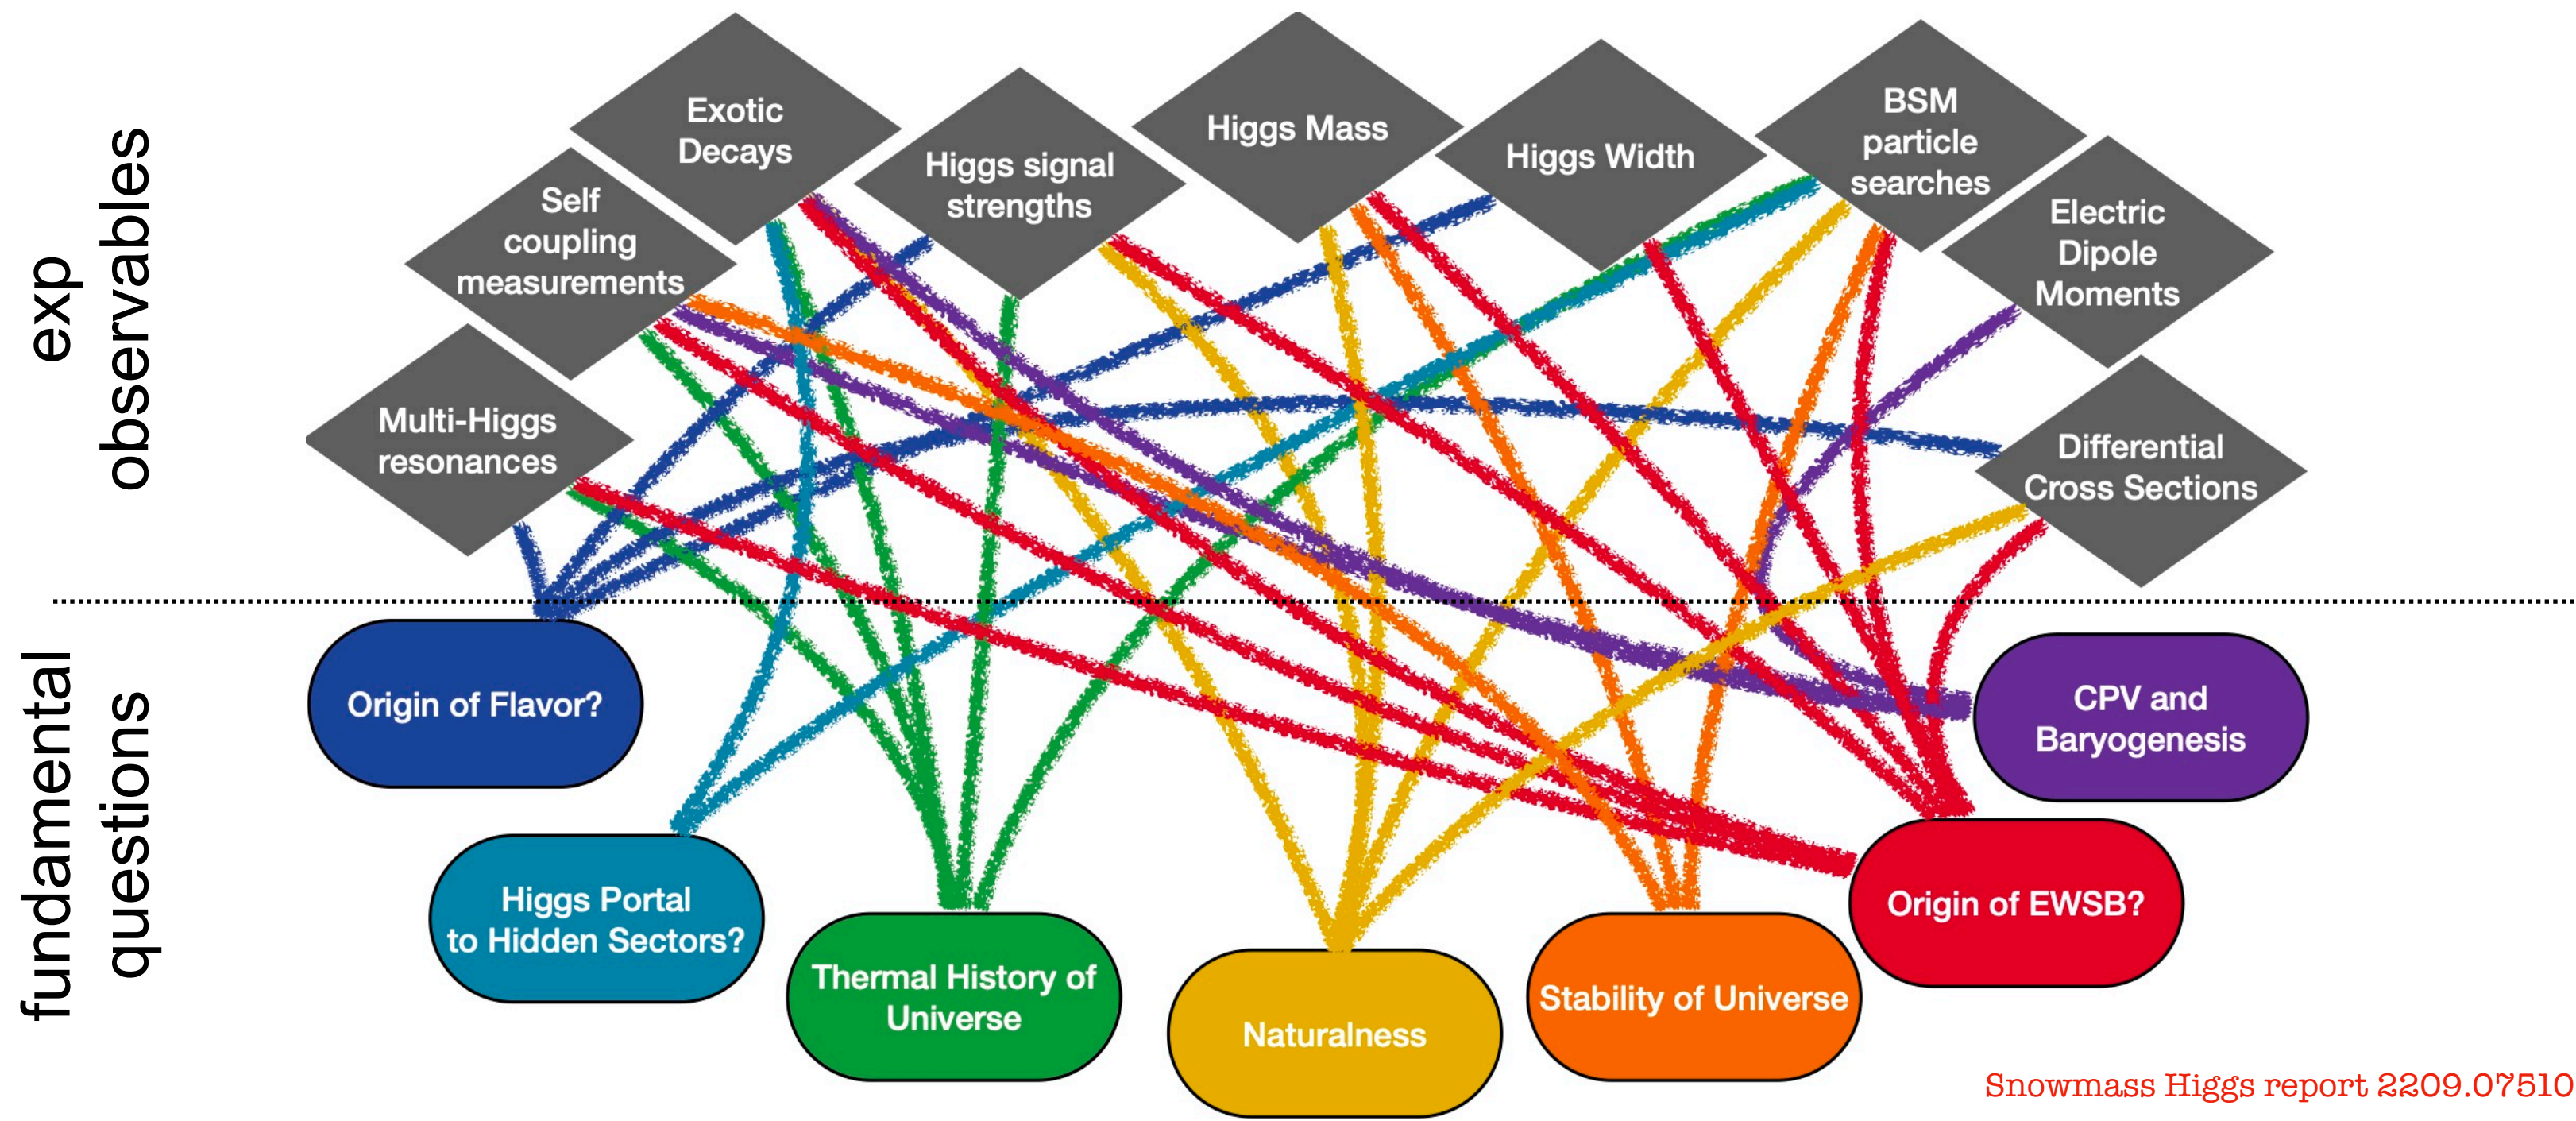 exp
observables
Exotic
Decays
Higgs signal
strengths
Higgs Mass
Higgs Width
BSM
particle
searches
Self
coupling
measurements
Electric
Dipole
Moments
Multi-Higgs
resonances
Differential
Cross Sections
fundamental
questions
Origin of Flavor?
CPV and
Baryogenesis
Higgs Portal
to Hidden Sectors?
Thermal History of
Universe
Naturalness
Stability of Universe
Origin of EWSB?
Snowmass Higgs report 2209.07510